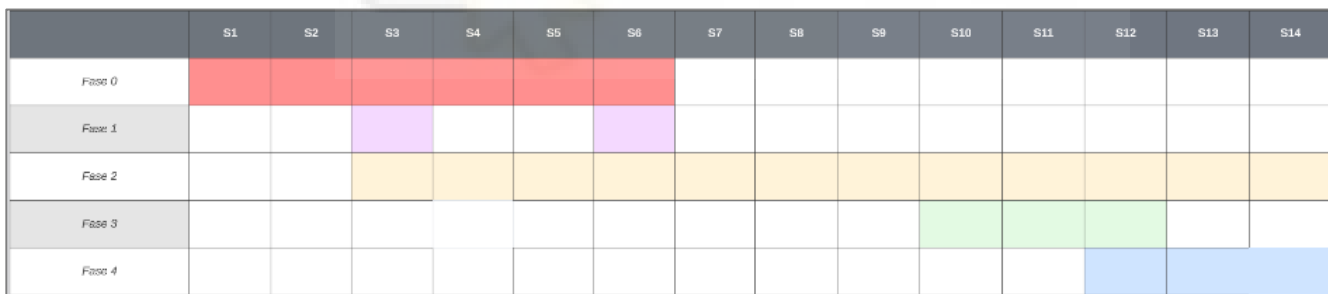 S1 S2 S3 S4 S5 S6 S7 S8 S9 S10 S11 S12 S13 S14
Fase 0
Fase 1
Fase 2
Fase 3
Fase 4